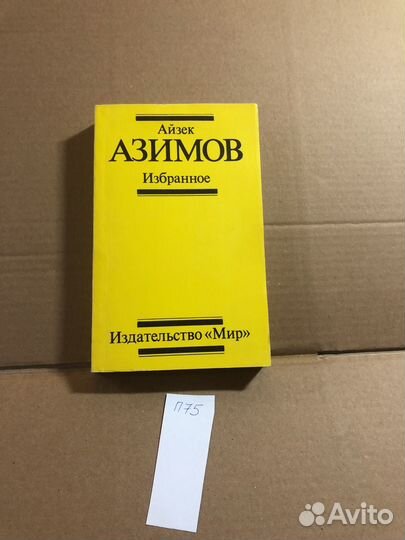 Айзек
АЗИМОВ
Избранное
Издательство «Мир»
П75
Avito